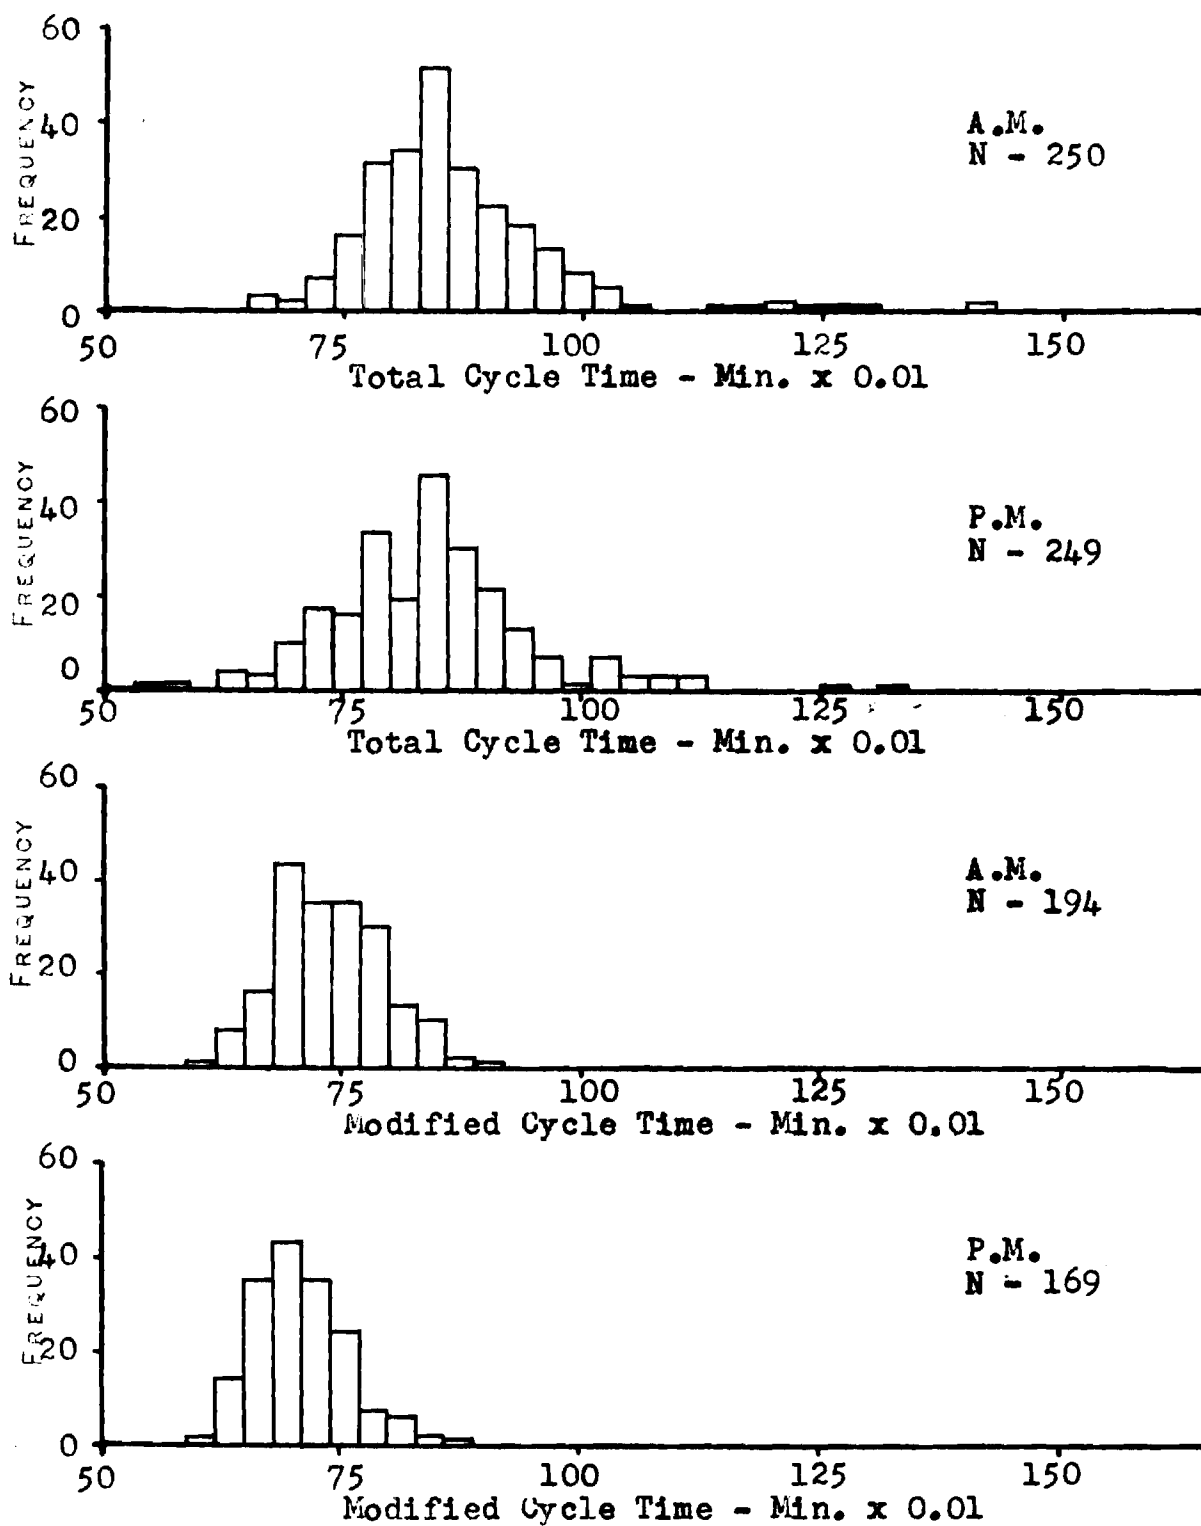 60
40
20
0
FREQUENCY
A.M.
N - 250
50 75 100 125 150
Total Cycle Time - Min. x 0.01
60
40
20
0
FREQUENCY
P.M.
N - 249
50 75 100 125 150
Total Cycle Time - Min. x 0.01
60
40
20
0
FREQUENCY
A.M.
N - 194
50 75 100 125 150
Modified Cycle Time - Min. x 0.01
60
40
20
0
FREQUENCY
P.M.
N - 169
50 75 100 125 150
Modified Cycle Time - Min. x 0.01